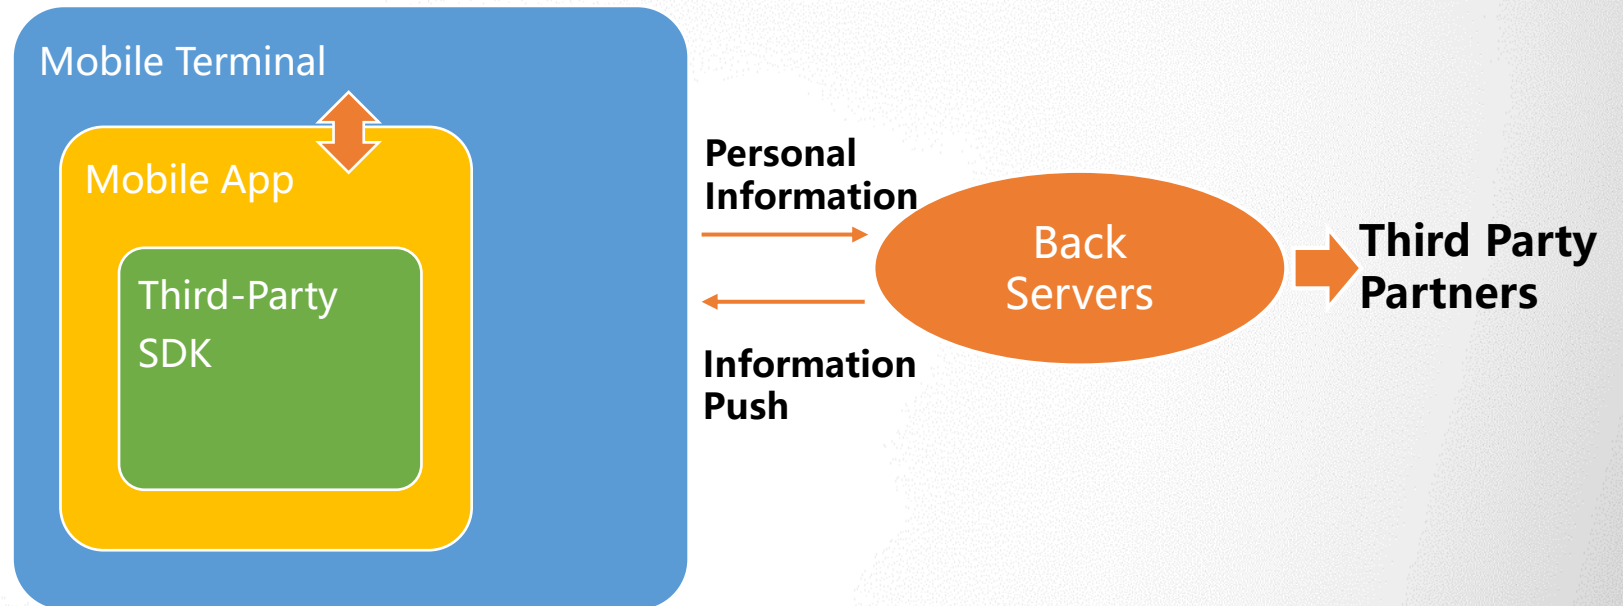 Mobile Terminal
Mobile App
Third-Party
SDK
Personal
Information
Information
Push
Back
Servers
Third Party
Partners